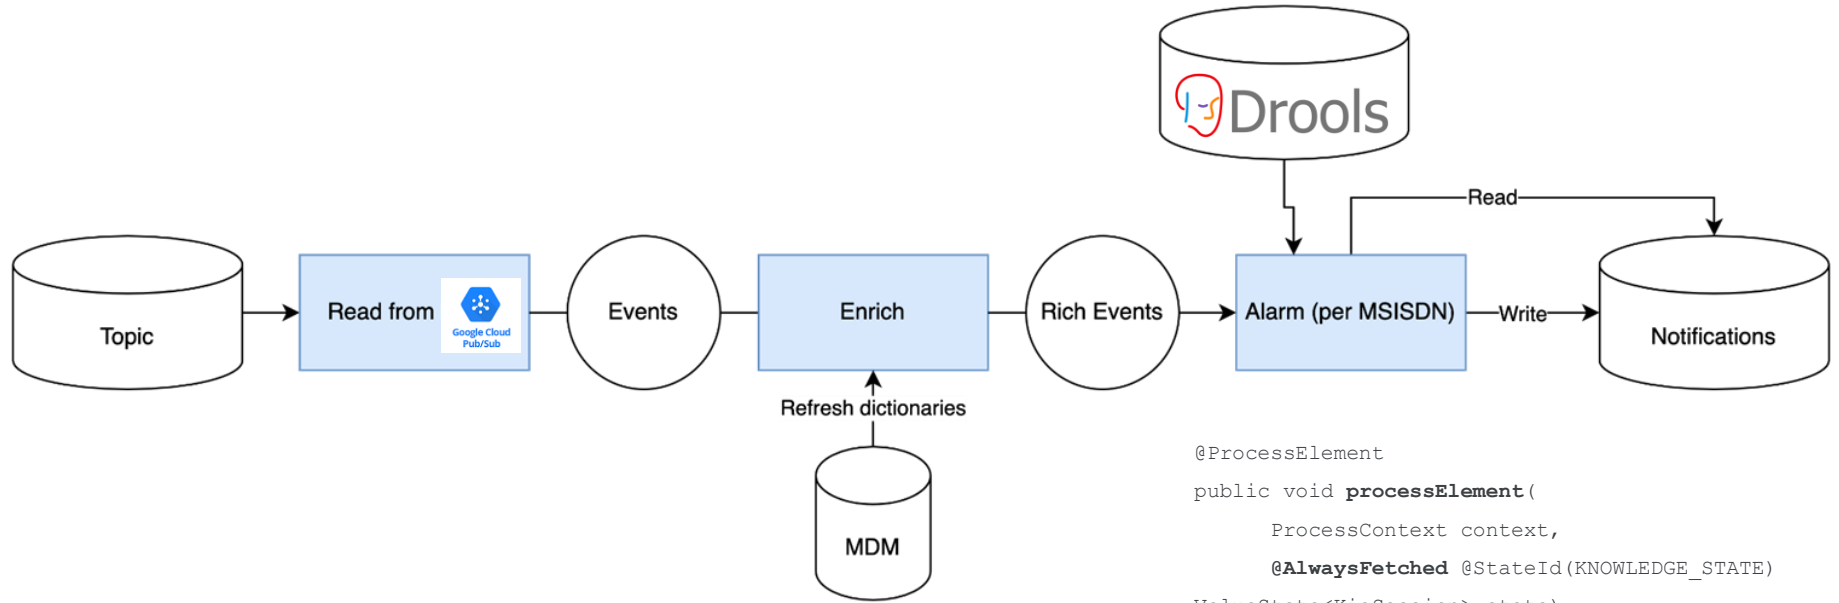 Drools
Read
Topic
Read from
Google Cloud
Pub/Sub
Events
Enrich
Rich Events
Alarm (per MSISDN)
Write
Notifications
Refresh dictionaries
MDM
@ProcessElement
public void processElement(
ProcessContext context,
@AlwaysFetched @StateId(KNOWLEDGE_STATE)